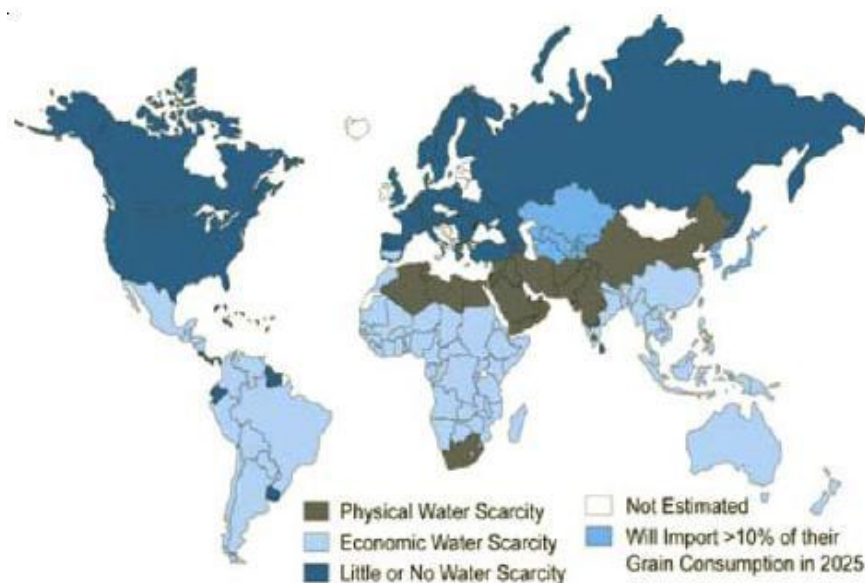 Physical Water Scarcity
Economic Water Scarcity
Little or No Water Scarcity
Not Estimated
Will Import >10% of their
Grain Consumption in 2025